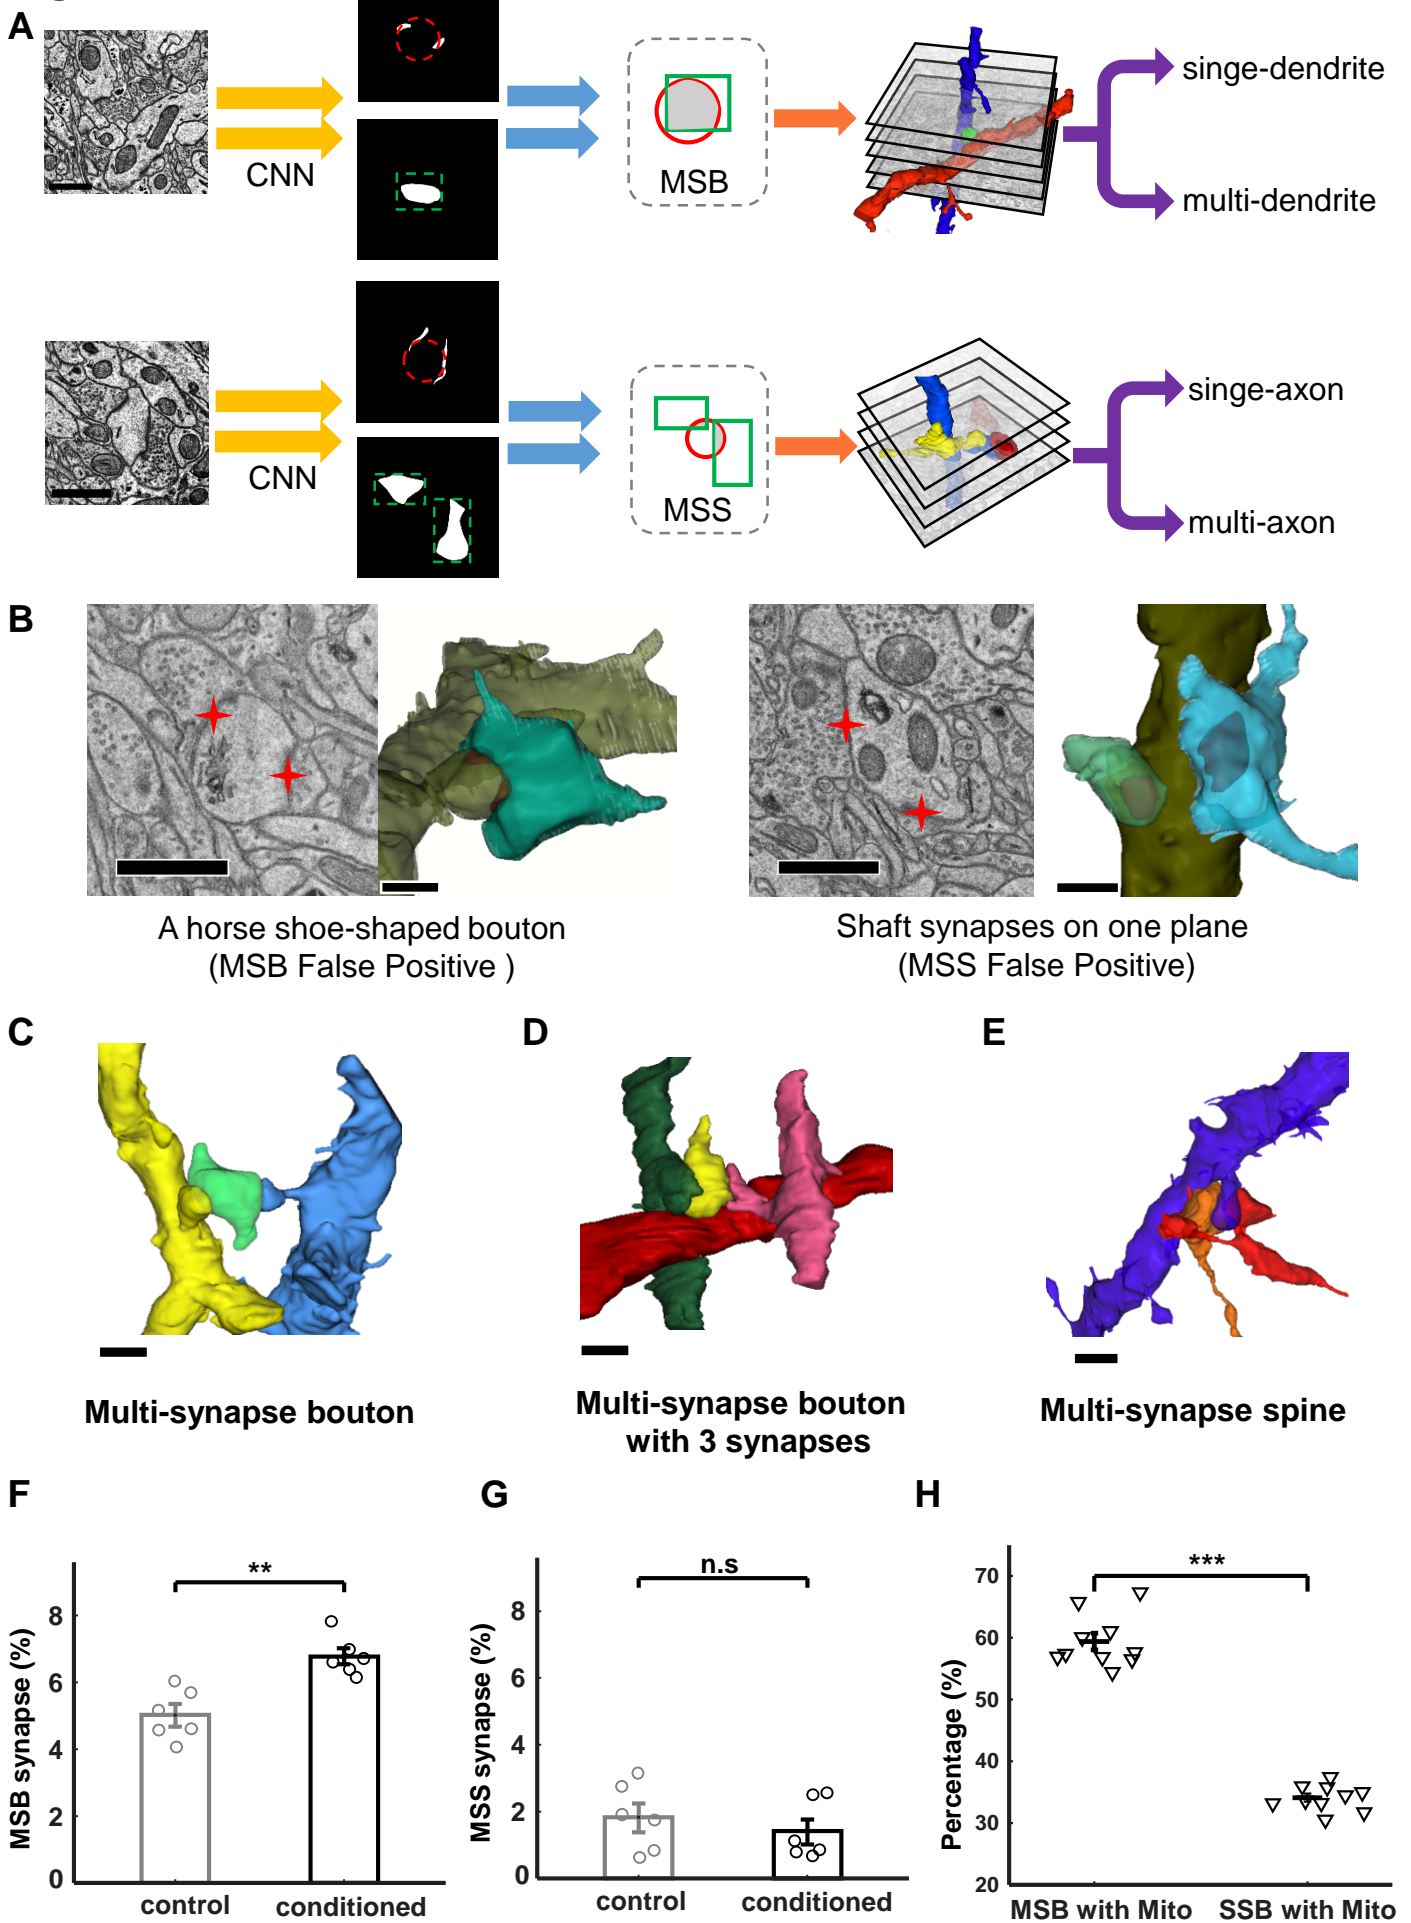 A
CNN
MSB
singe-dendrite
multi-dendrite
CNN
MSS
singe-axon
multi-axon
B
A horse shoe-shaped bouton
(MSB False Positive )
Shaft synapses on one plane
(MSS False Positive)
C
D
E
Multi-synapse bouton
Multi-synapse bouton
with 3 synapses
Multi-synapse spine
F
MSB synapse (%)
8
6
4
2
0
**
control
conditioned
G
MSS synapse (%)
8
6
4
2
0
n.s
control
conditioned
H
Percentage (%)
70
60
50
40
30
20
***
MSB with Mito
SSB with Mito